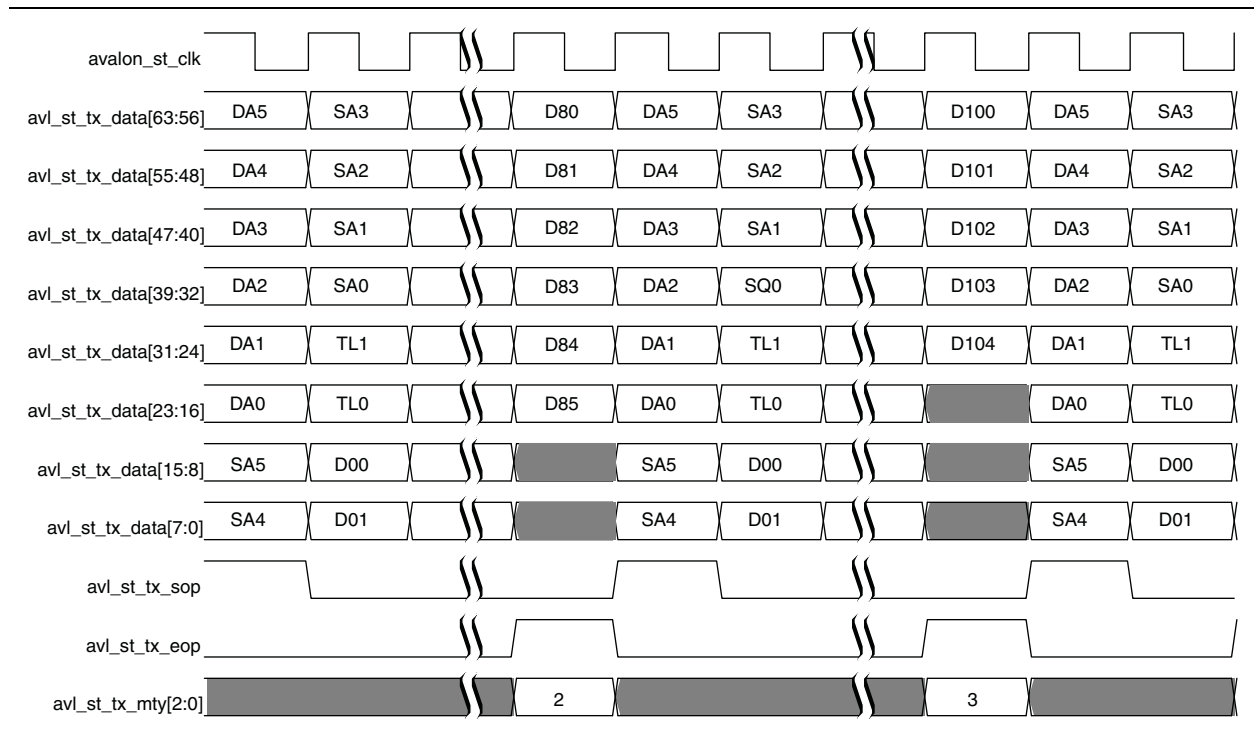 avalon_st_clk
avl_st_tx_data[63:56] DA5 SA3 D80 DA5 SA3 D100 DA5 SA3
avl_st_tx_data[55:48] DA4 SA2 D81 DA4 SA2 D101 DA4 SA2
avl_st_tx_data[47:40] DA3 SA1 D82 DA3 SA1 D102 DA3 SA1
avl_st_tx_data[39:32] DA2 SA0 D83 DA2 SQ0 D103 DA2 SA0
avl_st_tx_data[31:24] DA1 TL1 D84 DA1 TL1 D104 DA1 TL1
avl_st_tx_data[23:16] DA0 TL0 D85 DA0 TL0 DA0 TL0
avl_st_tx_data[15:8] SA5 D00 SA5 D00 SA5 D00
avl_st_tx_data[7:0] SA4 D01 SA4 D01 SA4 D01
avl_st_tx_sop
avl_st_tx_eop
avl_st_tx_mty[2:0] 2 3